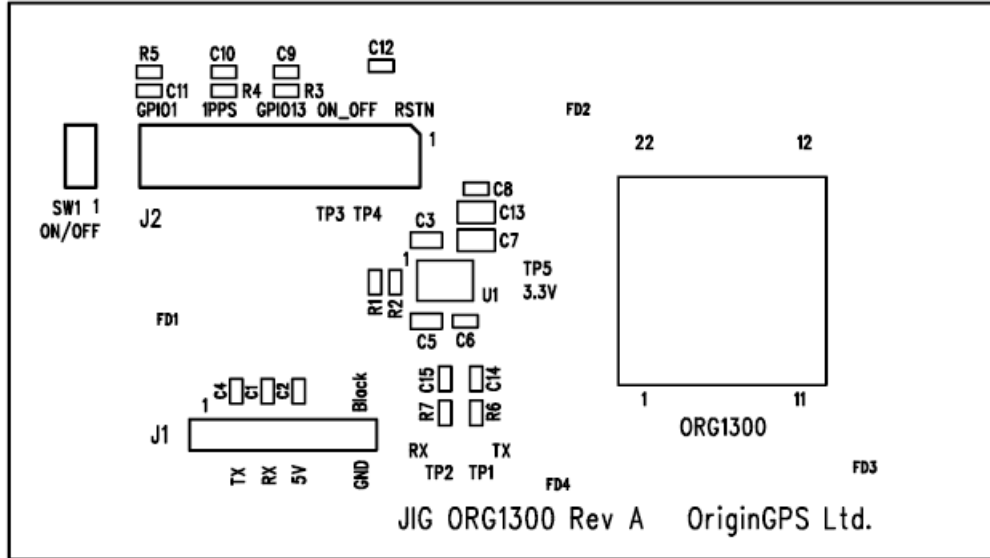 C12
R5 C10 C9
C11 R4 R3
GPIO1 1PPS GPIO13 ON_OFF RSTN
FD2
1
22 12
C8
SW1 1
J2
TP3 TP4
C3
C13
ON/OFF
C7
1
TP5
U1
3.3V
R1 R2
FD1
C5 C6
C4 C1 C2 Black
C15 C14
1
1 11
R7 R6
J1
ORG1300
RX TX
TX RX 5V GND
TP2 TP1
FD4
FD3
JIG ORG1300 Rev A OriginGPS Ltd.